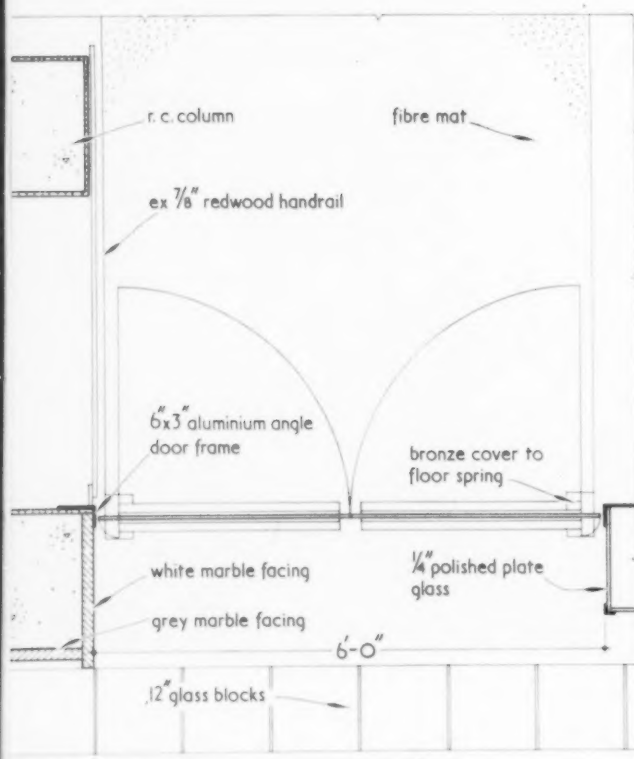 r. c. column
fibre mat
ex 7/8" redwood handrail
6"x3" aluminium angle
door frame
bronze cover to
floor spring
white marble facing
1/4" polished plate
glass
grey marble facing
6'-0"
12" glass blocks